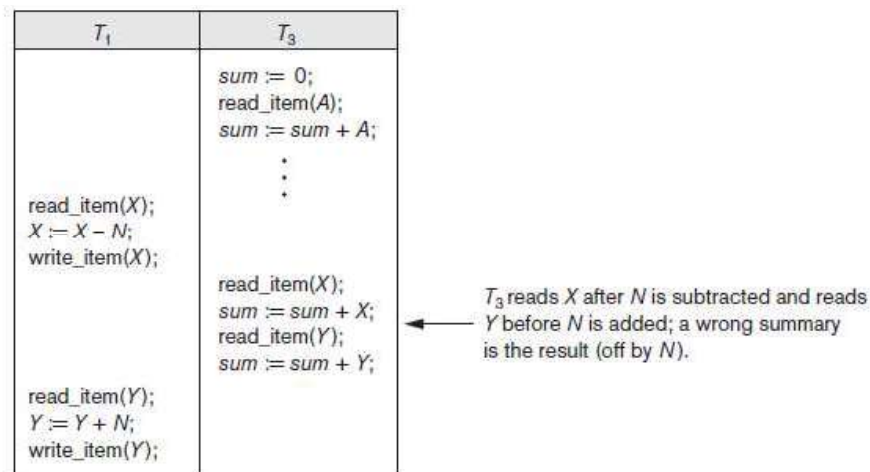 T1 T3
sum := 0;
read_item(A);
sum := sum + A;
read_item(X);
X := X – N;
write_item(X);
read_item(X);
sum := sum + X;
read_item(Y);
sum := sum + Y;
T3 reads X after N is subtracted and reads
Y before N is added; a wrong summary
is the result (off by N).
read_item(Y);
Y := Y + N;
write_item(Y);